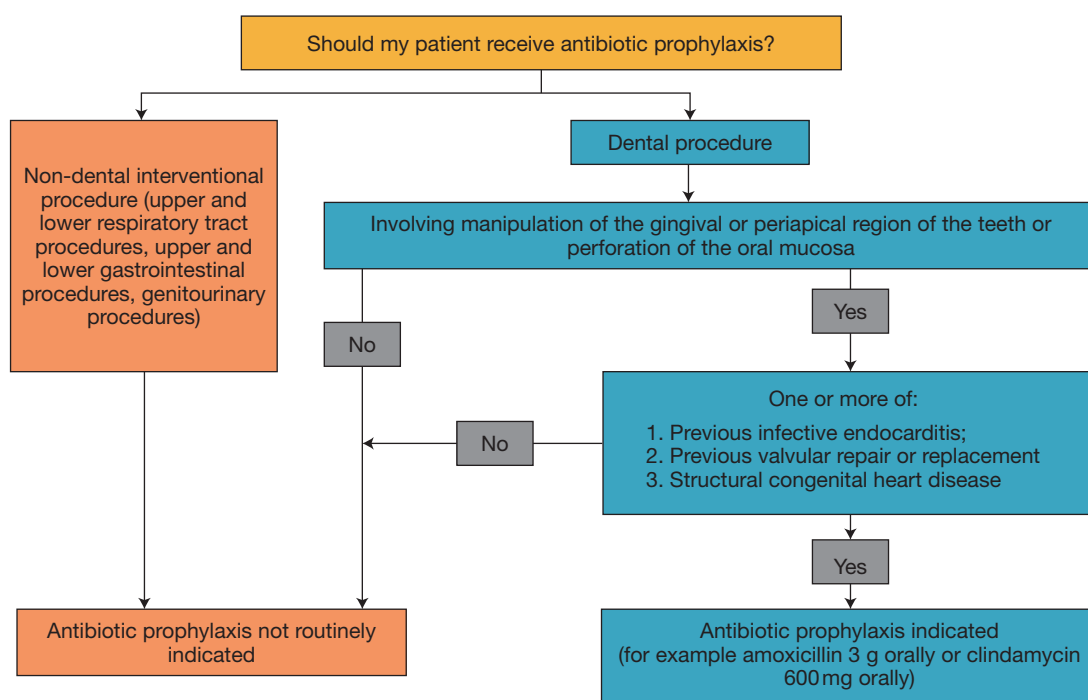 Should my patient receive antibiotic prophylaxis?
Non-dental interventional
procedure (upper and
lower respiratory tract
procedures, upper and
lower gastrointestinal
procedures, genitourinary
procedures)
Dental procedure
Involving manipulation of the gingival or periapical region of the teeth or
perforation of the oral mucosa
No
Yes
One or more of:
1. Previous infective endocarditis;
2. Previous valvular repair or replacement
3. Structural congenital heart disease
No
Yes
Antibiotic prophylaxis not routinely
indicated
Antibiotic prophylaxis indicated
(for example amoxicillin 3 g orally or clindamycin
600 mg orally)